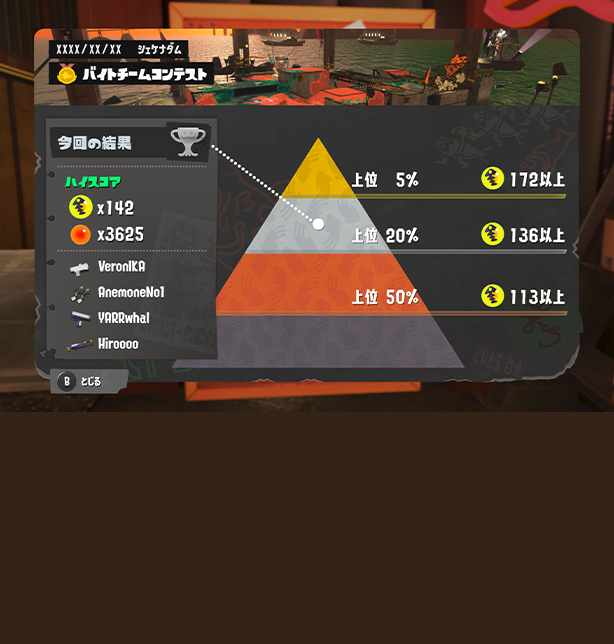 XXXX/XX/XX シェケナダム
バイトチームコンテスト
今回の結果
ハイスコア
x142
x3625
VeronIKA
AnemoneNo1
YARRwhal
Hiroooo
上位 5% 172以上
上位 20% 136以上
上位 50% 113以上
B とじる